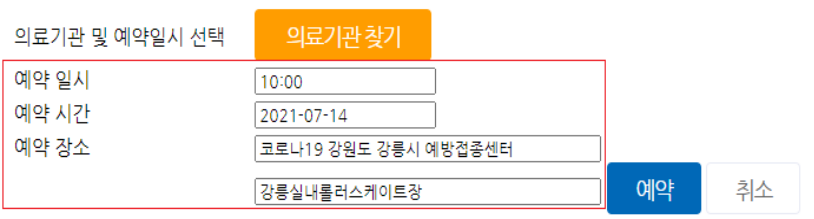 의료기관 및 예약일시 선택 의료기관 찾기
예약 일시 10:00
예약 시간 2021-07-14
예약 장소 코로나19 강원도 강릉시 예방접종센터
강릉실내롤러스케이트장 예약 취소